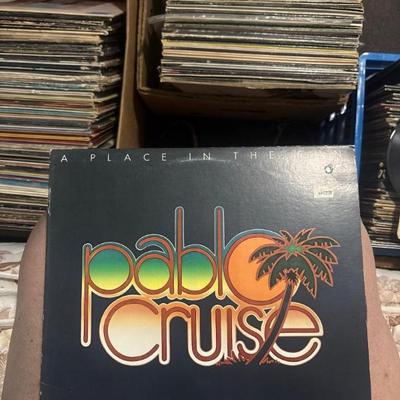 A PLACE IN THE
pablo
cruise